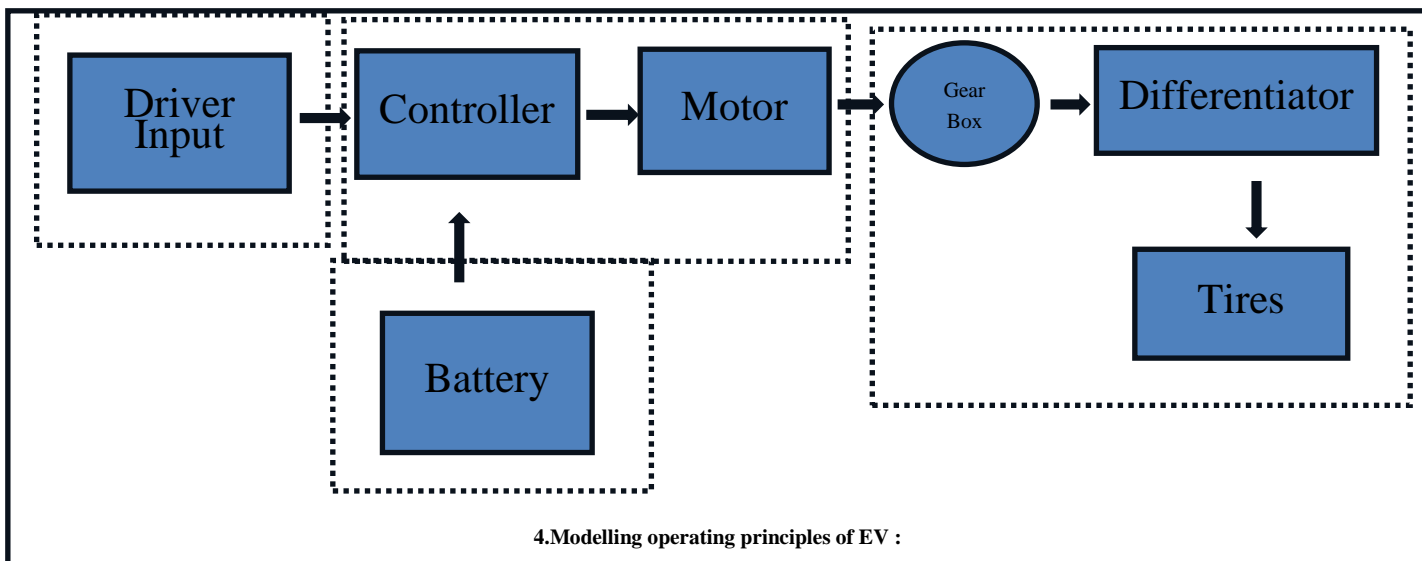 Driver
Input
Controller
Motor
Gear
Box
Differentiator
Tires
Battery
4.Modelling operating principles of EV :